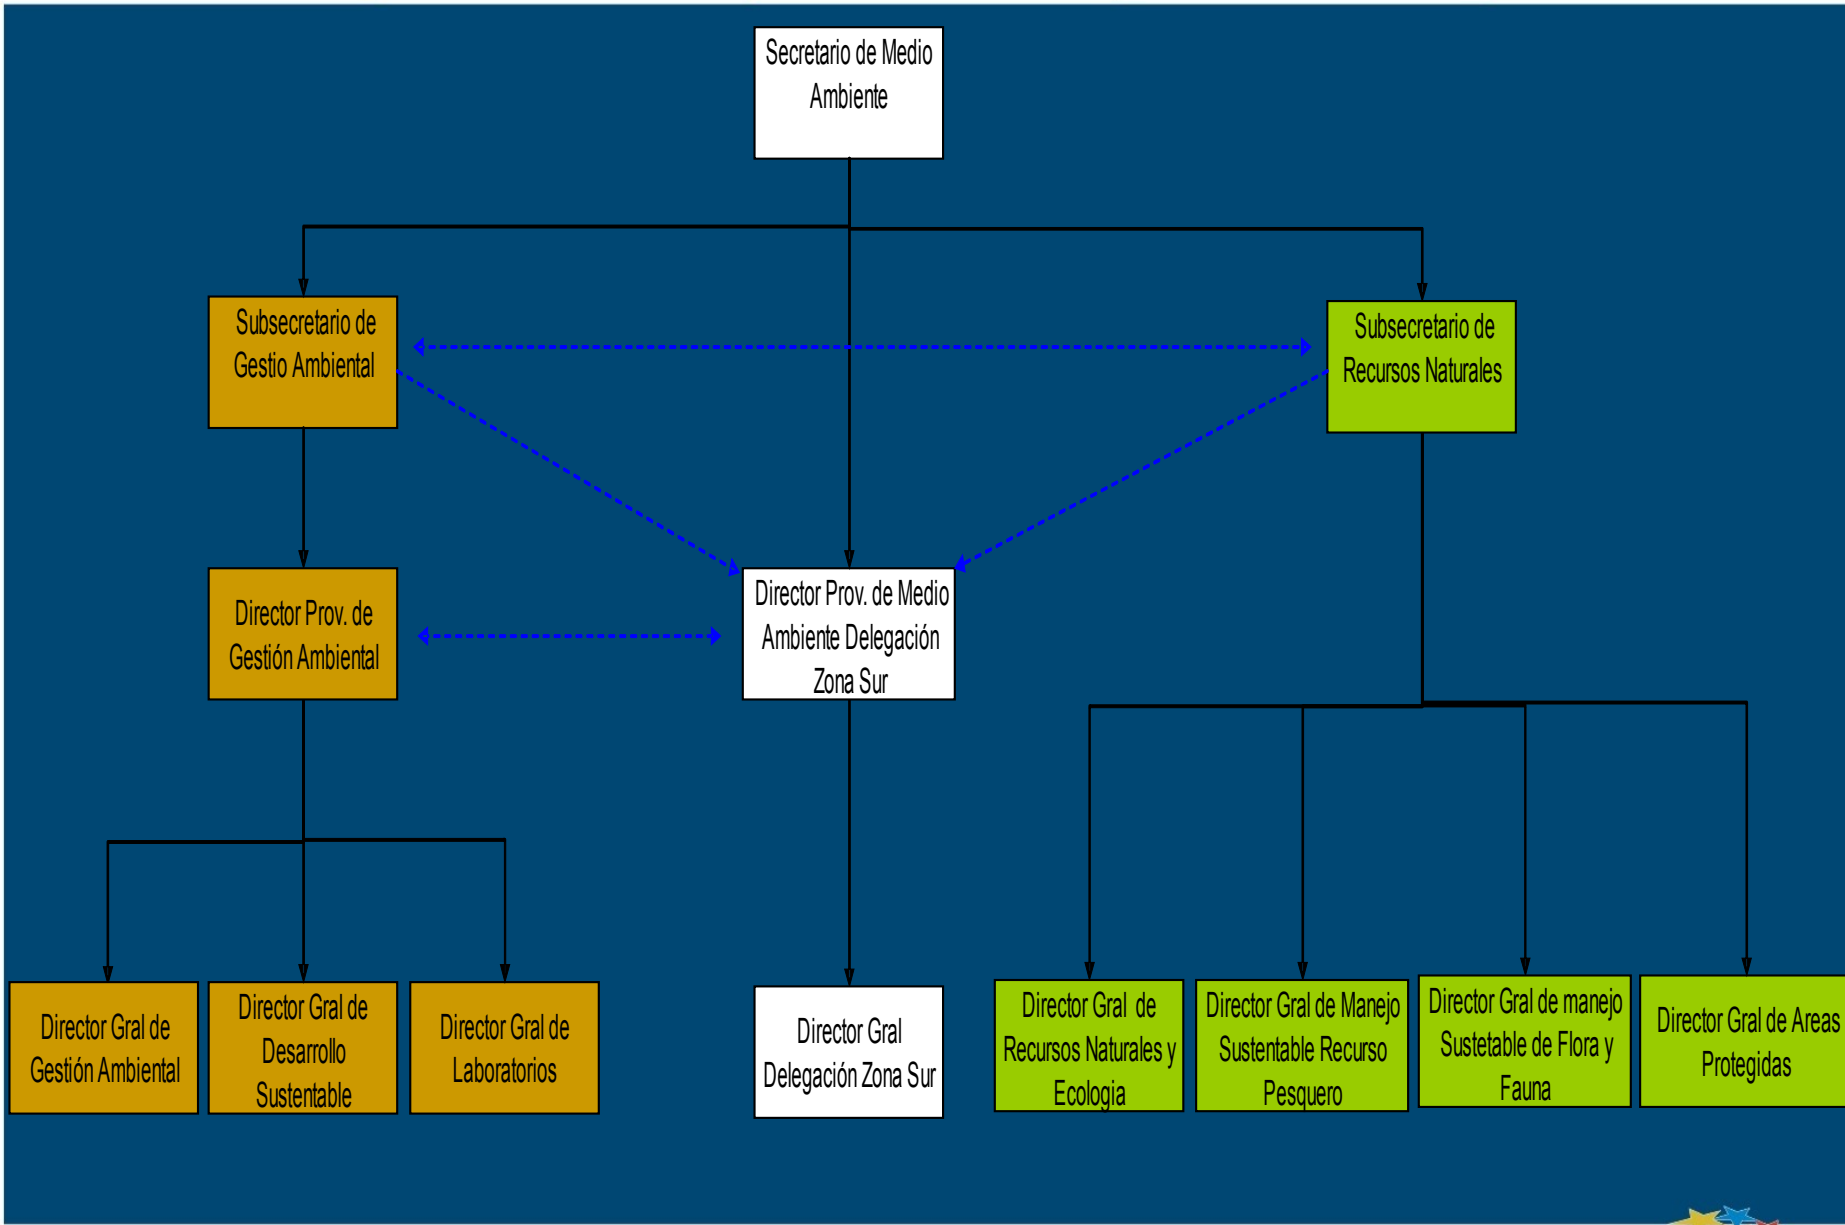 Secretario de Medio
Ambiente
Subsecretario de
Gestio Ambiental
Subsecretario de
Recursos Naturales
Director Prov. de
Gestión Ambiental
Director Prov. de Medio
Ambiente Delegación
Zona Sur
Director Gral de
Gestión Ambiental
Director Gral de
Desarrollo
Sustentable
Director Gral de
Laboratorios
Director Gral
Delegación Zona Sur
Director Gral de
Recursos Naturales y
Ecologia
Director Gral de Manejo
Sustentable Recurso
Pesquero
Director Gral de manejo
Sustetable de Flora y
Fauna
Director Gral de Areas
Protegidas